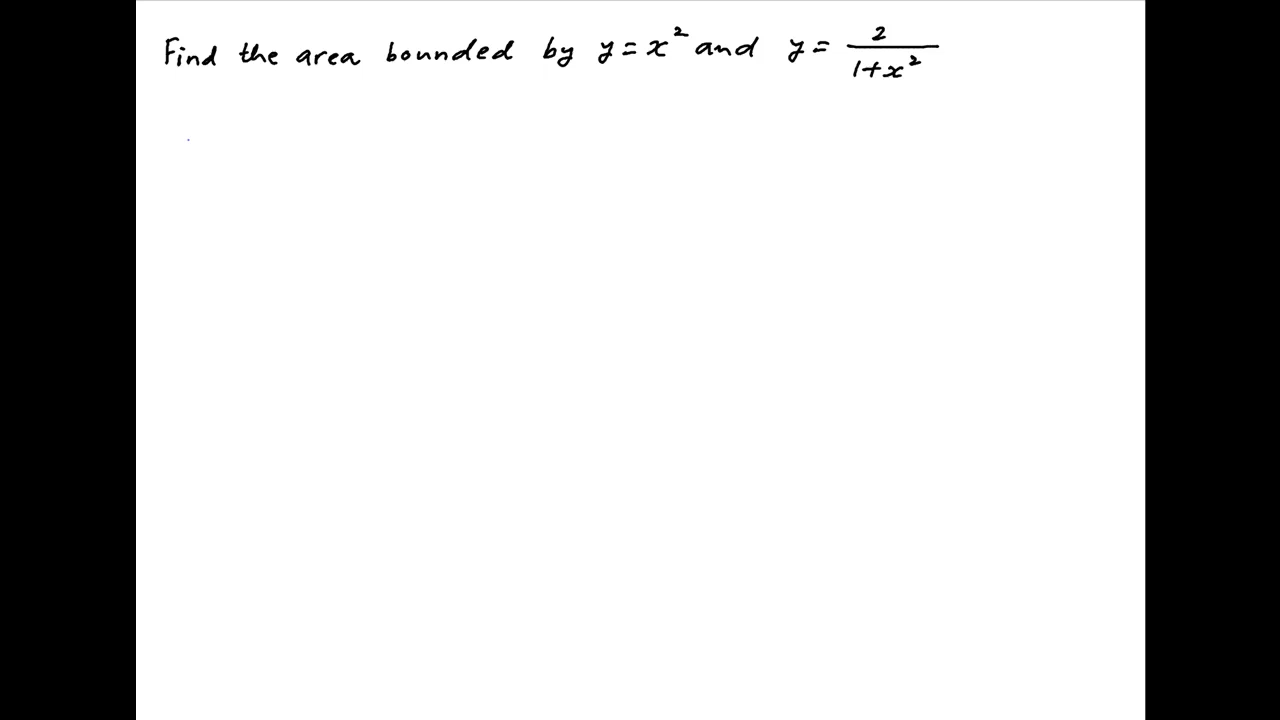 Find the area bounded by y = x² and y = 2/(1+x²)